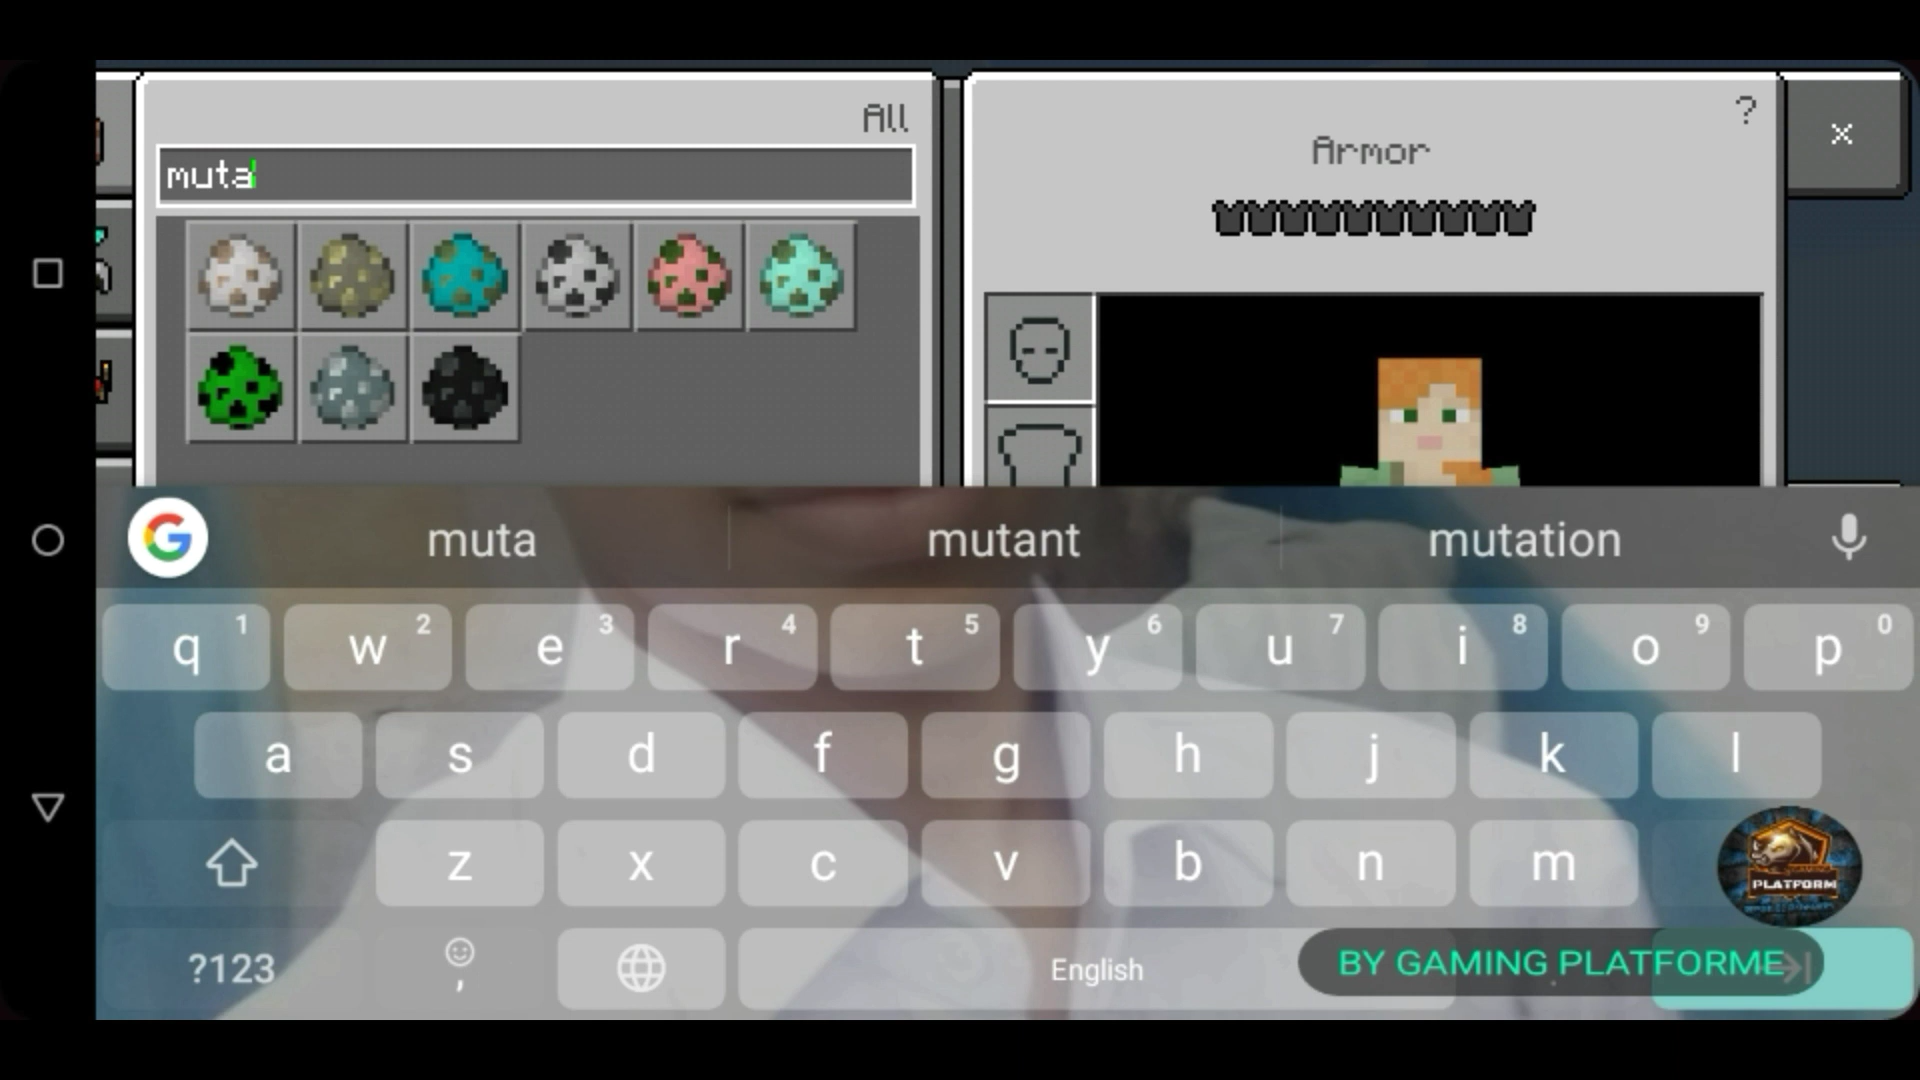 All
muta
?
Armor
×
G
muta
mutant
mutation
q 1
w 2
e 3
r 4
t 5
y 6
u 7
i 8
o 9
p 0
a
s
d
f
g
h
j
k
l
z
x
c
v
b
n
m
PLATFORM
?123
,
English
BY GAMING PLATFORME